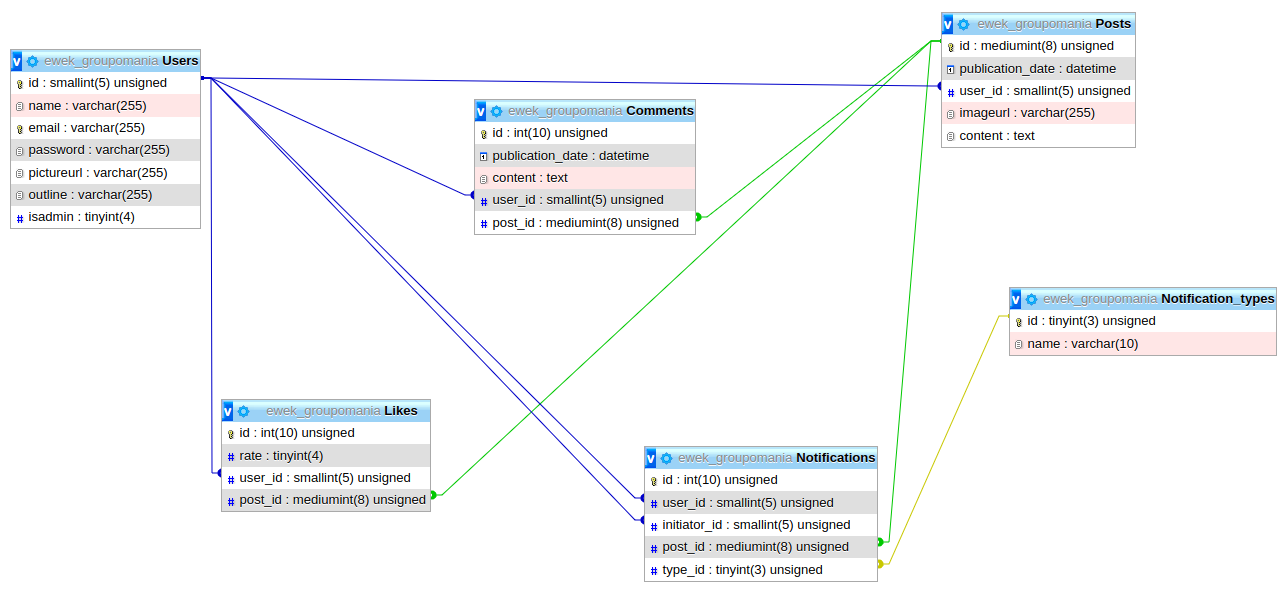 v ewek_groupomania Users
id : smallint(5) unsigned
name : varchar(255)
email : varchar(255)
password : varchar(255)
pictureurl : varchar(255)
outline : varchar(255)
# isadmin : tinyint(4)
v ewek_groupomania Comments
id : int(10) unsigned
publication_date : datetime
content : text
# user_id : smallint(5) unsigned
# post_id : mediumint(8) unsigned
v ewek_groupomania Posts
id : mediumint(8) unsigned
publication_date : datetime
# user_id : smallint(5) unsigned
imageurl : varchar(255)
content : text
v ewek_groupomania Notification_types
id : tinyint(3) unsigned
name : varchar(10)
v ewek_groupomania Likes
id : int(10) unsigned
# rate : tinyint(4)
# user_id : smallint(5) unsigned
# post_id : mediumint(8) unsigned
v ewek_groupomania Notifications
id : int(10) unsigned
# user_id : smallint(5) unsigned
# initiator_id : smallint(5) unsigned
# post_id : mediumint(8) unsigned
# type_id : tinyint(3) unsigned